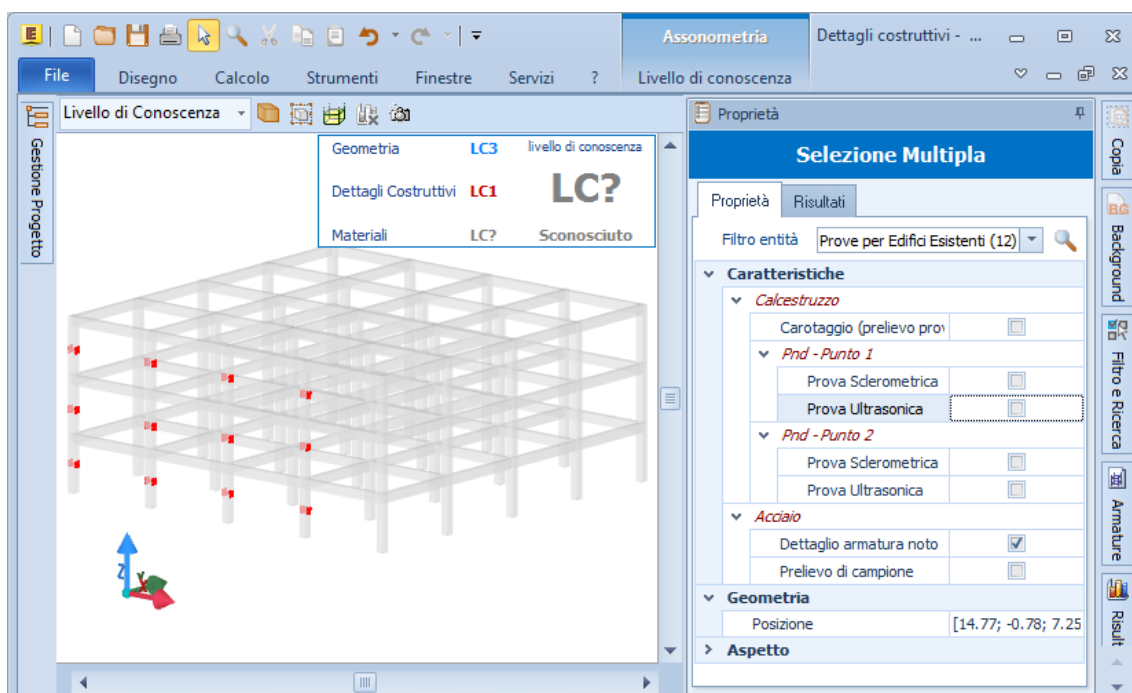 Assonometria
Dettagli costruttivi - ...
File
Disegno
Calcolo
Strumenti
Finestre
Servizi
?
Livello di conoscenza
Gestione Progetto
Livello di Conoscenza
Geometria LC3
livello di conoscenza
Dettagli Costruttivi LC1
LC?
Materiali LC?
Sconosciuto
Z
Y
X
Proprietà
Selezione Multipla
Proprietà
Risultati
Filtro entità
Prove per Edifici Esistenti (12)
Caratteristiche
Calcestruzzo
Carotaggio (prelievo prov
Pnd - Punto 1
Prova Sclerometrica
Prova Ultrasonica
Pnd - Punto 2
Prova Sclerometrica
Prova Ultrasonica
Acciaio
Dettaglio armatura noto
Prelievo di campione
Geometria
Posizione
[14.77; -0.78; 7.25
Aspetto
Copia
BG
Background
Filtro e Ricerca
Armature
Risult